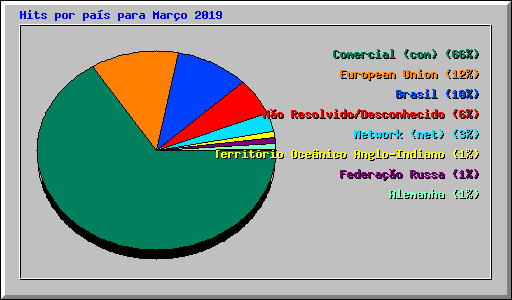 Hits por país para Março 2019
Comercial (com) (66%)
European Union (12%)
Brasil (10%)
Não Resolvido/Desconhecido (6%)
Network (net) (3%)
Território Oceânico Anglo-Indiano (1%)
Federação Russa (1%)
Alemanha (1%)